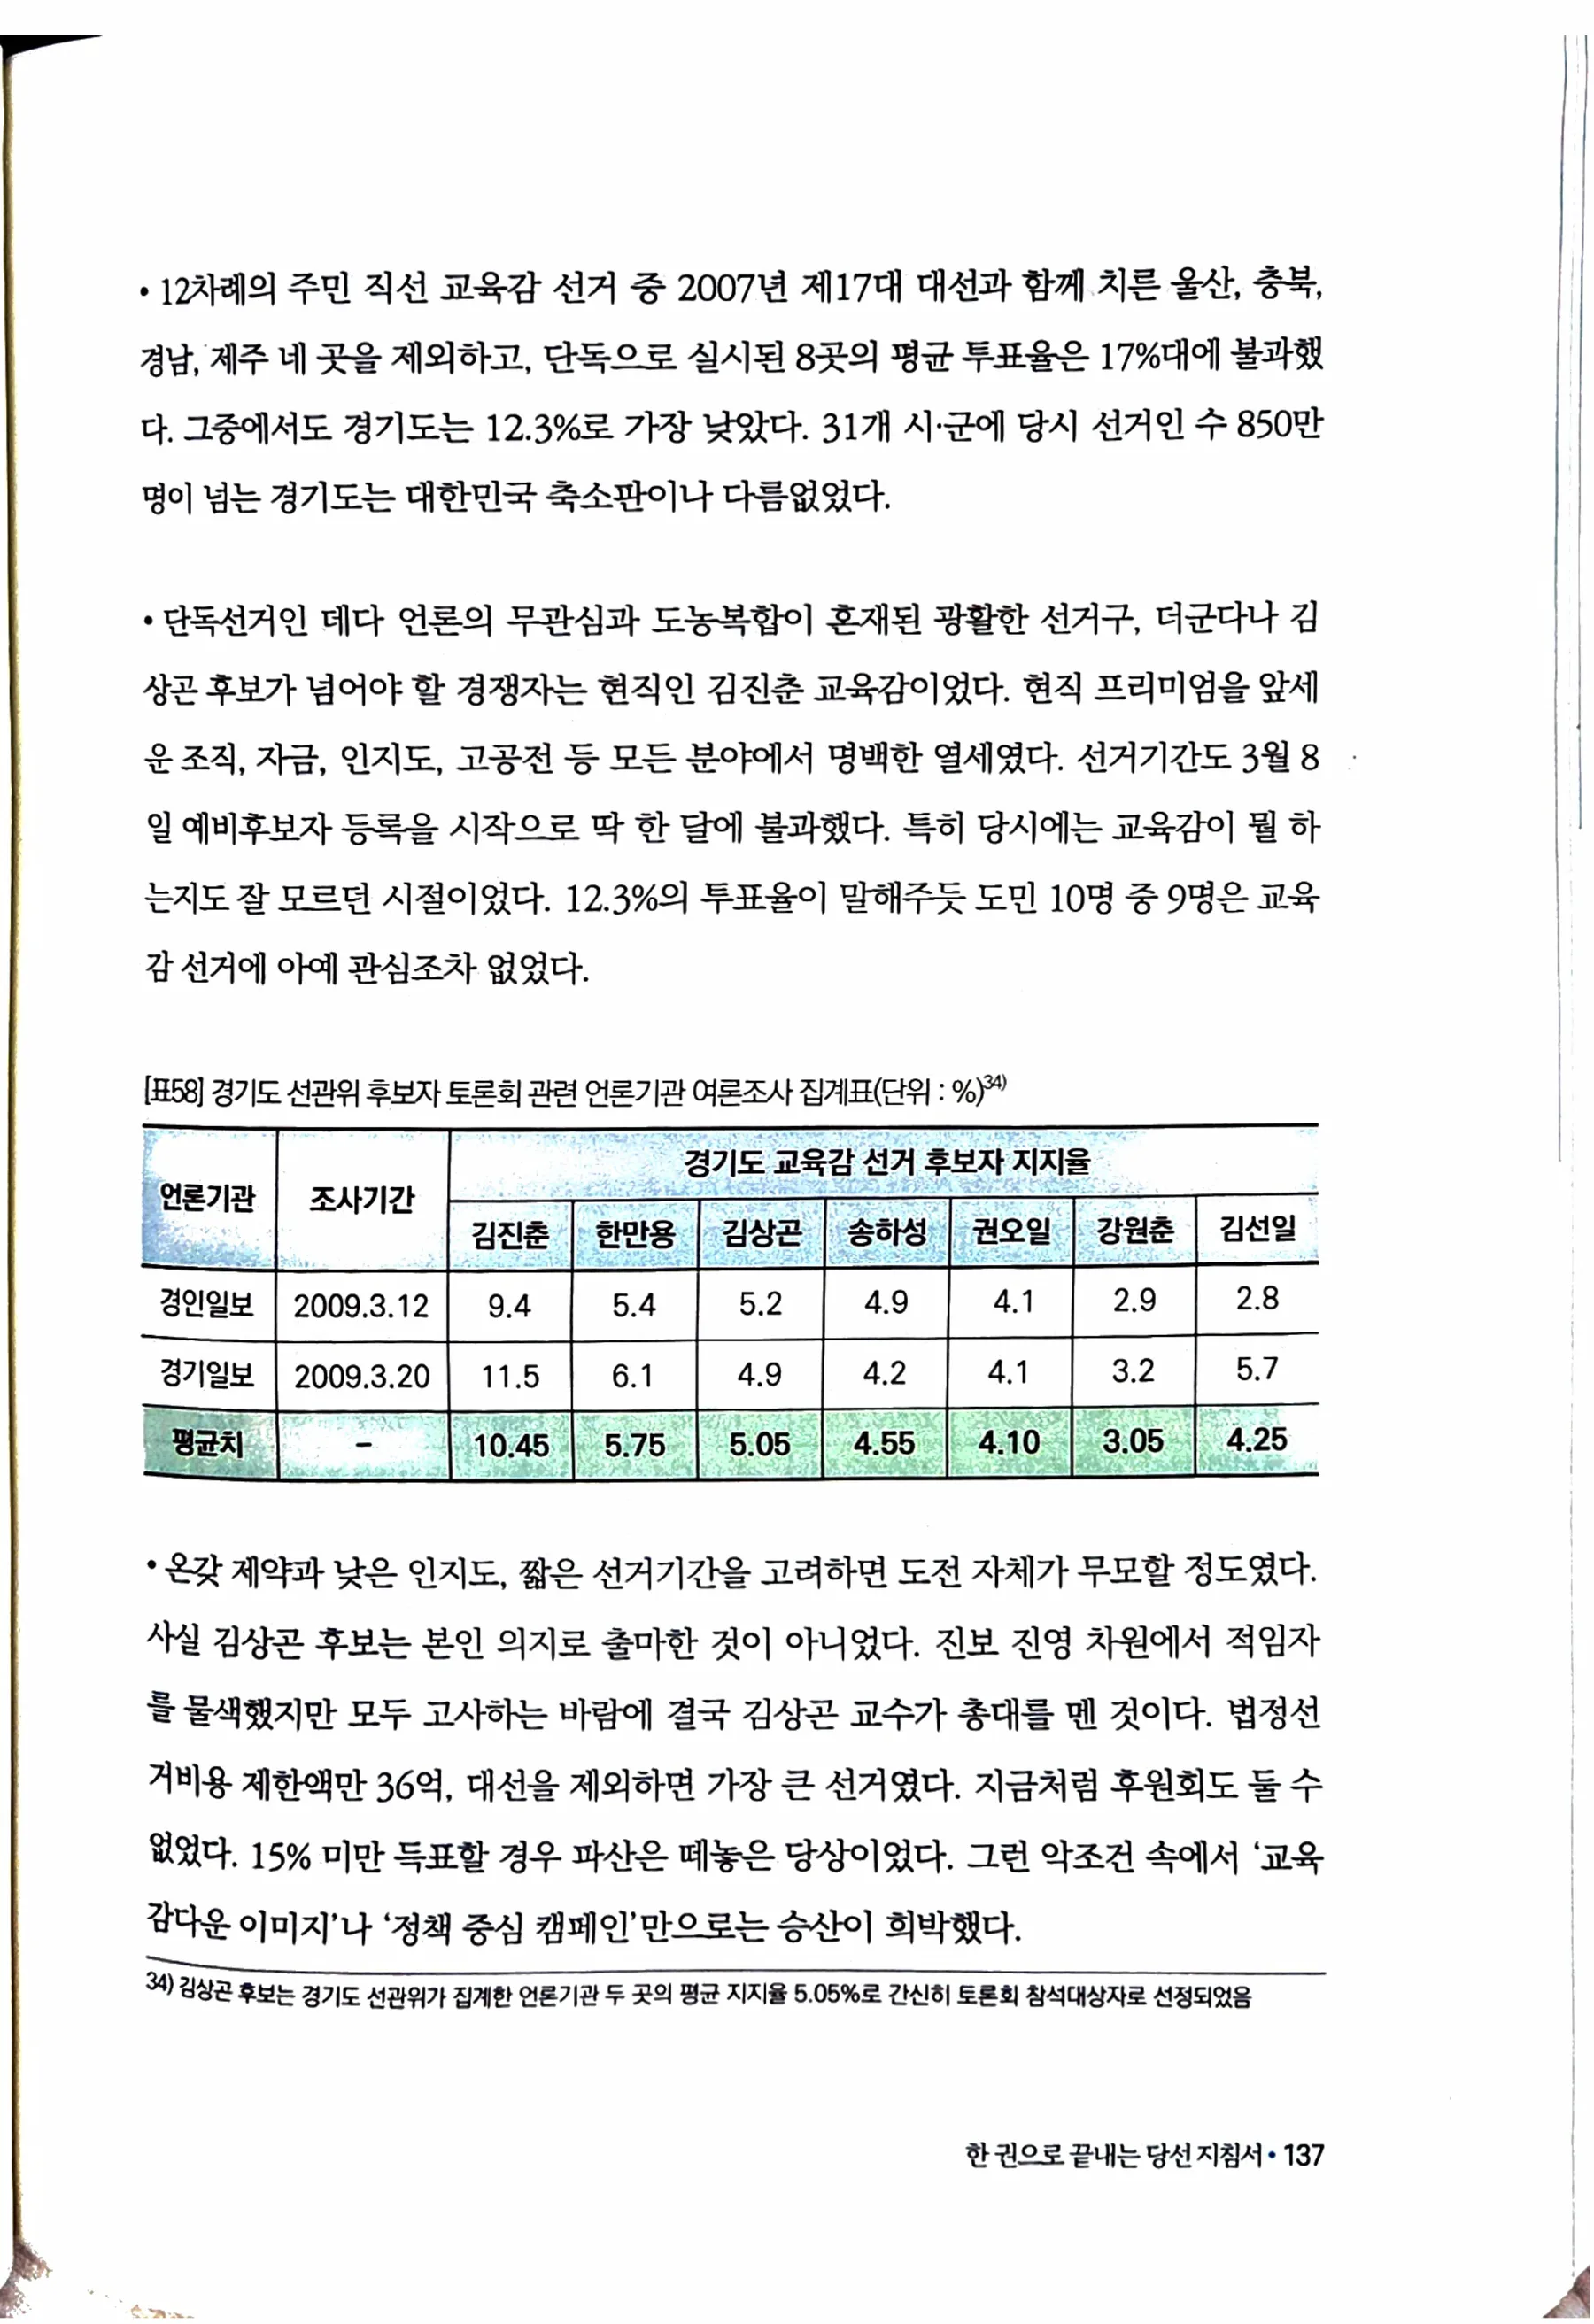 • 12차례의 주민 직선 교육감 선거 중 2007년 제17대 대선과 함께 치른 울산, 충북,
경남, 제주 네 곳을 제외하고, 단독으로 실시된 8곳의 평균 투표율은 17%대에 불과했
다. 그중에서도 경기도는 12.3%로 가장 낮았다. 31개 시·군에 당시 선거인 수 850만
명이 넘는 경기도는 대한민국 축소판이나 다름없었다.
• 단독선거인 데다 언론의 무관심과 도농복합이 혼재된 광활한 선거구, 더군다나 김
상곤 후보가 넘어야 할 경쟁자는 현직인 김진춘 교육감이었다. 현직 프리미엄을 앞세
운 조직, 자금, 인지도, 고공전 등 모든 분야에서 명백한 열세였다. 선거기간도 3월 8
일 예비후보자 등록을 시작으로 딱 한 달에 불과했다. 특히 당시에는 교육감이 뭘 하
는지도 잘 모르던 시절이었다. 12.3%의 투표율이 말해주듯 도민 10명 중 9명은 교육
감 선거에 아예 관심조차 없었다.
[표58] 경기도 선관위 후보자 토론회 관련 언론기관 여론조사 집계표(단위 : %)34)
언론기관 조사기간 경기도 교육감 선거 후보자 지지율
김진춘 한만용 김상곤 송하성 권오일 강원춘 김선일
경인일보 2009.3.12 9.4 5.4 5.2 4.9 4.1 2.9 2.8
경기일보 2009.3.20 11.5 6.1 4.9 4.2 4.1 3.2 5.7
평균치 – 10.45 5.75 5.05 4.55 4.10 3.05 4.25
• 온갖 제약과 낮은 인지도, 짧은 선거기간을 고려하면 도전 자체가 무모할 정도였다.
사실 김상곤 후보는 본인 의지로 출마한 것이 아니었다. 진보 진영 차원에서 적임자
를 물색했지만 모두 고사하는 바람에 결국 김상곤 교수가 총대를 멘 것이다. 법정선
거비용 제한액만 36억, 대선을 제외하면 가장 큰 선거였다. 지금처럼 후원회도 둘 수
없었다. 15% 미만 득표할 경우 파산은 떼놓은 당상이었다. 그런 악조건 속에서 ‘교육
감다운 이미지’나 ‘정책 중심 캠페인’만으로는 승산이 희박했다.
34) 김상곤 후보는 경기도 선관위가 집계한 언론기관 두 곳의 평균 지지율 5.05%로 간신히 토론회 참석대상자로 선정되었음
한 권으로 끝내는 당선 지침서 • 137